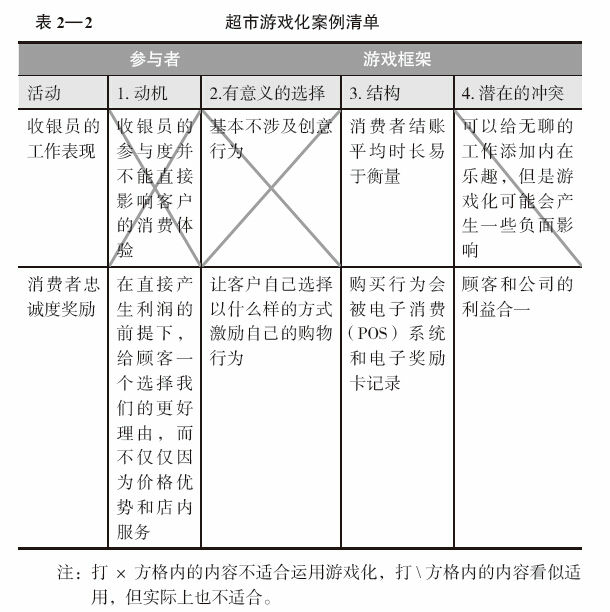 表 2—2 超市游戏化案例清单
参与者 游戏框架
活动 1. 动机 2.有意义的选择 3. 结构 4. 潜在的冲突
收银员的
工作表现
收银员的
参与度并
不能直接
影响客户
的消费体
验
基本不涉及创意
行为
消费者结账
平均时长易
于衡量
可以给无聊的
工作添加内在
乐趣，但是游
戏化可能会产
生一些负面影
响
消费者忠
诚度奖励
在直接产
生利润的
前提下，
给顾客一
个选择我
们的更好
理由，而
不仅仅因
为价格优
势和店内
服务
让客户自己选择
以什么样的方式
激励自己的购物
行为
购买行为会
被电子消费
（POS）系统
和电子奖励
卡记录
顾客和公司的
利益合一
注：打 × 方格内的内容不适合运用游戏化，打 \ 方格内的内容看似适
用，但实际上也不适合。